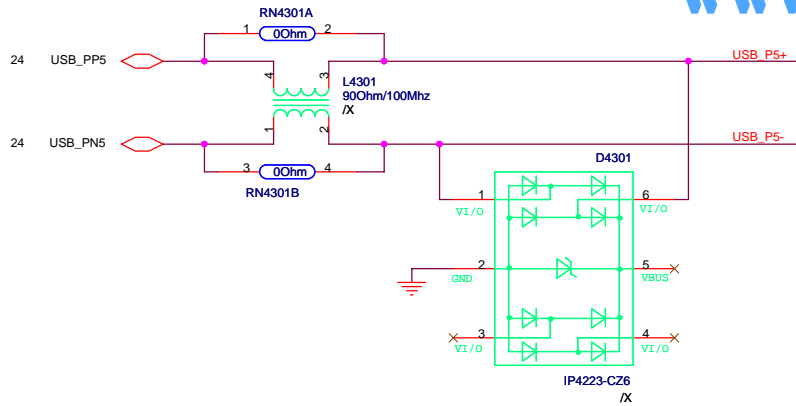 RN4301A
1 0Ohm 2
24 USB_PP5
USB_P5+
4 3
L4301
90Ohm/100Mhz
/X
1 2
24 USB_PN5
USB_P5-
3 0Ohm 4
RN4301B
D4301
1 6
VI/O VI/O
2 5
GND VBUS
3 4
VI/O VI/O
IP4223-CZ6
/X